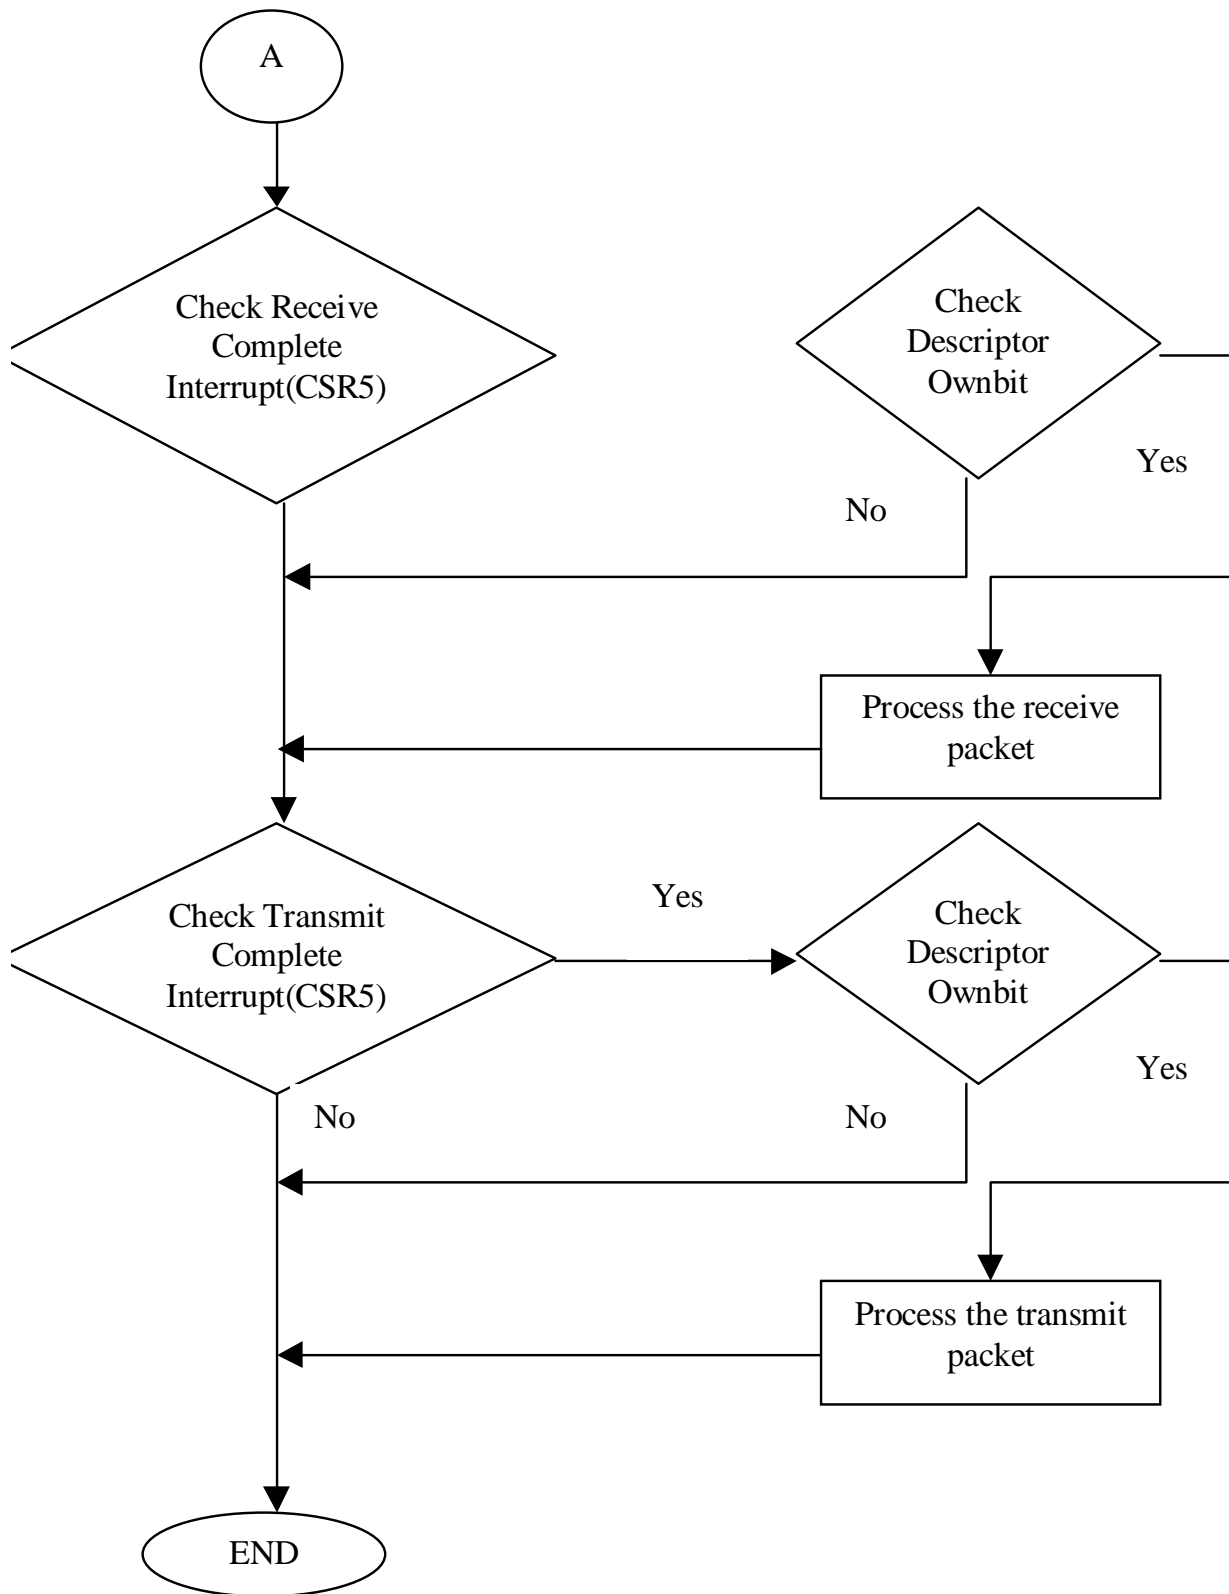 A
Check Receive
Complete
Interrupt(CSR5)
Check
Descriptor
Ownbit
Yes
No
Process the receive
packet
Check Transmit
Complete
Interrupt(CSR5)
Yes
Check
Descriptor
Ownbit
Yes
No
No
Process the transmit
packet
END